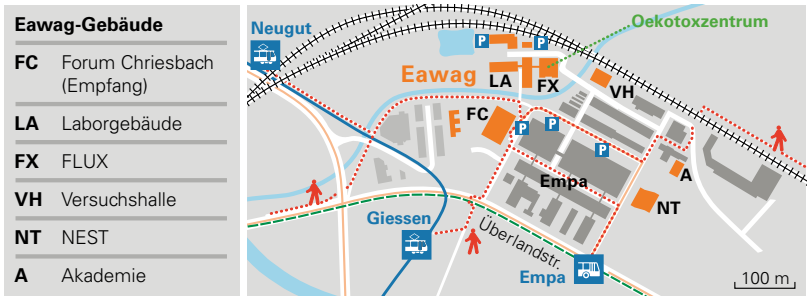 Eawag-Gebäude
FC Forum Chriesbach
(Empfang)
LA Laborgebäude
FX FLUX
VH Versuchshalle
NT NEST
A Akademie
Neugut
Oekotoxzentrum
P
P
Eawag
LA
FX
VH
FC
P
P
P
Empa
A
NT
Giessen
Überlandstr.
Empa
100 m